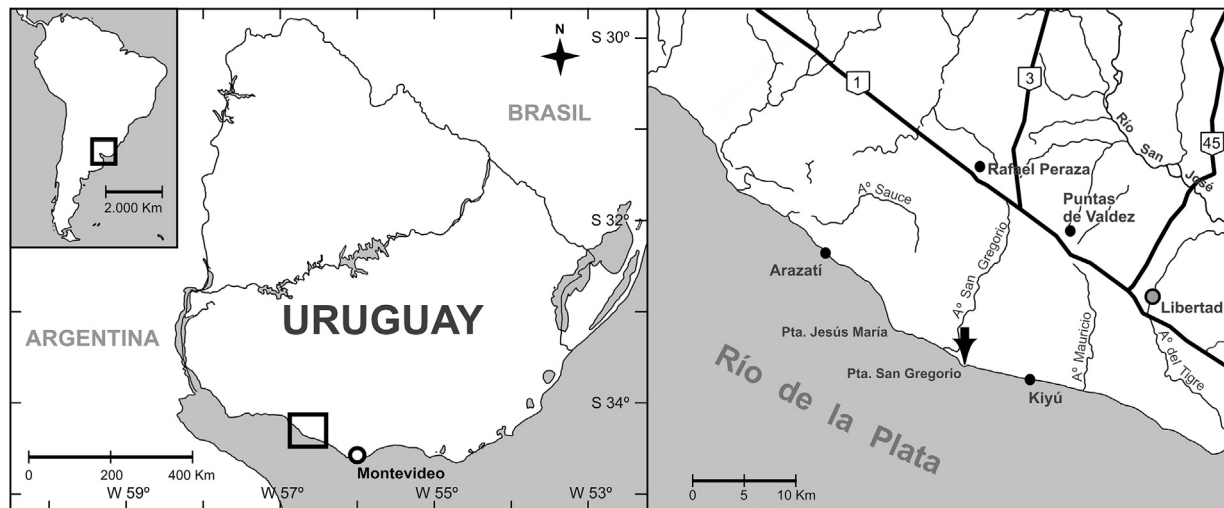 N
S 30º
BRASIL
2.000 Km
S 32º
ARGENTINA
URUGUAY
S 34º
0
200
400 Km
Montevideo
W 59º
W 57º
W 55º
W 53º
1
3
45
Río San José
Rafael Peraza
Aº Sauce
Puntas
de Valdez
Aº San Gregorio
Arazatí
Libertad
Pta. Jesús María
Aº Mauricio
Aº del Tigre
Pta. San Gregorio
Kiyú
Río de la Plata
0
5
10 Km